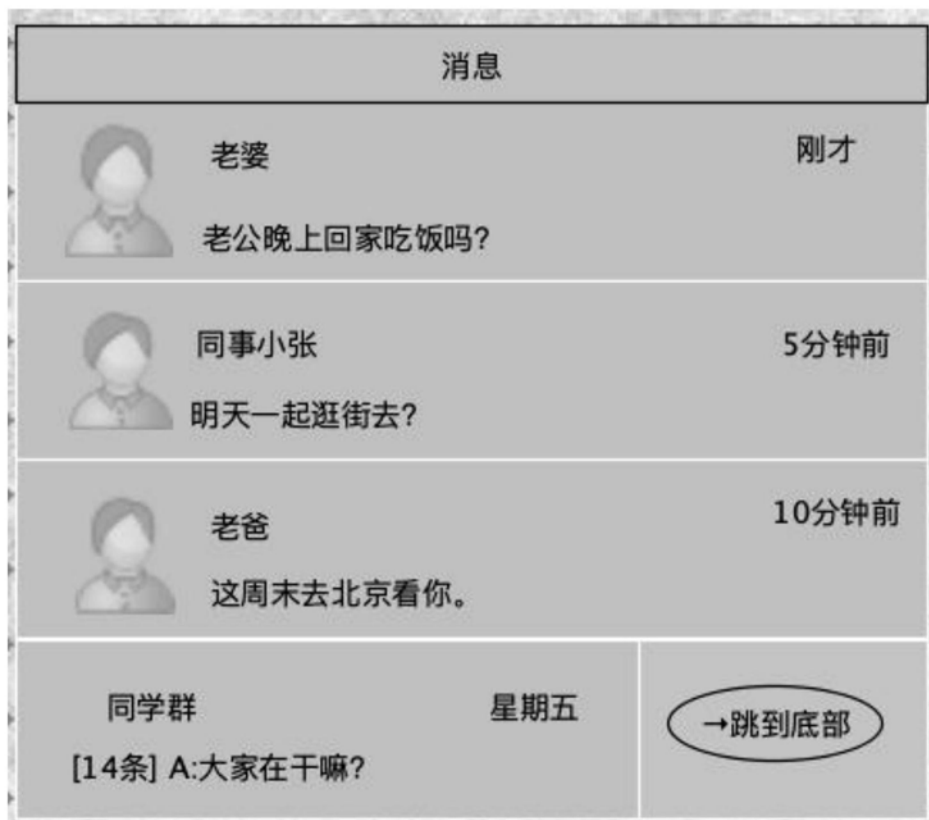 消息
老婆
刚才
老公晚上回家吃饭吗?
同事小张
5分钟前
明天一起逛街去?
老爸
10分钟前
这周末去北京看你。
同学群
星期五
→跳到底部
[14条] A:大家在干嘛?